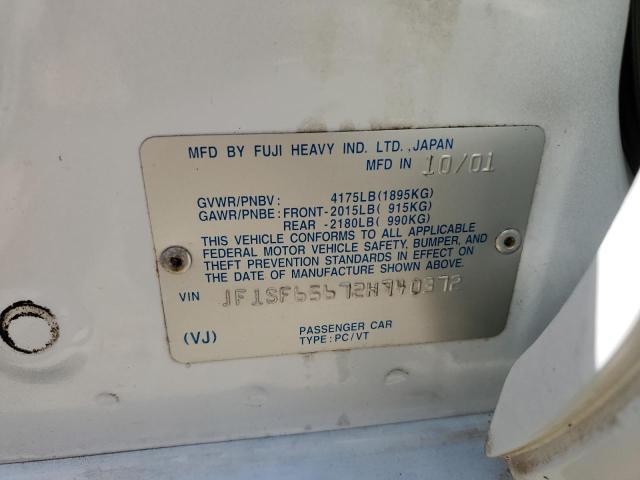 MFD BY FUJI HEAVY IND. LTD.,JAPAN
MFD IN 10/01
GVWR/PNBV: 4175LB(1895KG)
GAWR/PNBE:FRONT-2015LB( 915KG)
REAR -2180LB( 990KG)
THIS VEHICLE CONFORMS TO ALL APPLICABLE
FEDERAL MOTOR VEHICLE SAFETY, BUMPER, AND
THEFT PREVENTION STANDARDS IN EFFECT ON
THE DATE OF MANUFACTURE SHOWN ABOVE.
VIN JF1SF65672H740372
(VJ) PASSENGER CAR
TYPE:PC/VT